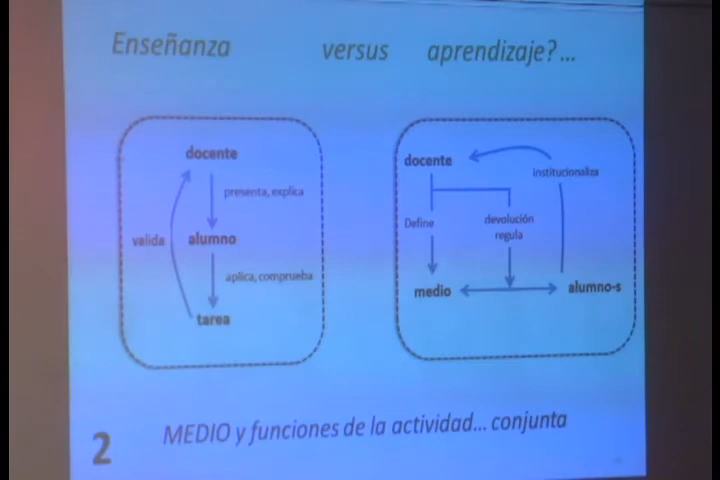 Enseñanza versus aprendizaje?...
docente
presenta, explica
valida
alumno
aplica, comprueba
tarea
docente
institucionaliza
Define
devolución
regula
medio
alumno-s
2
MEDIO y funciones de la actividad... conjunta